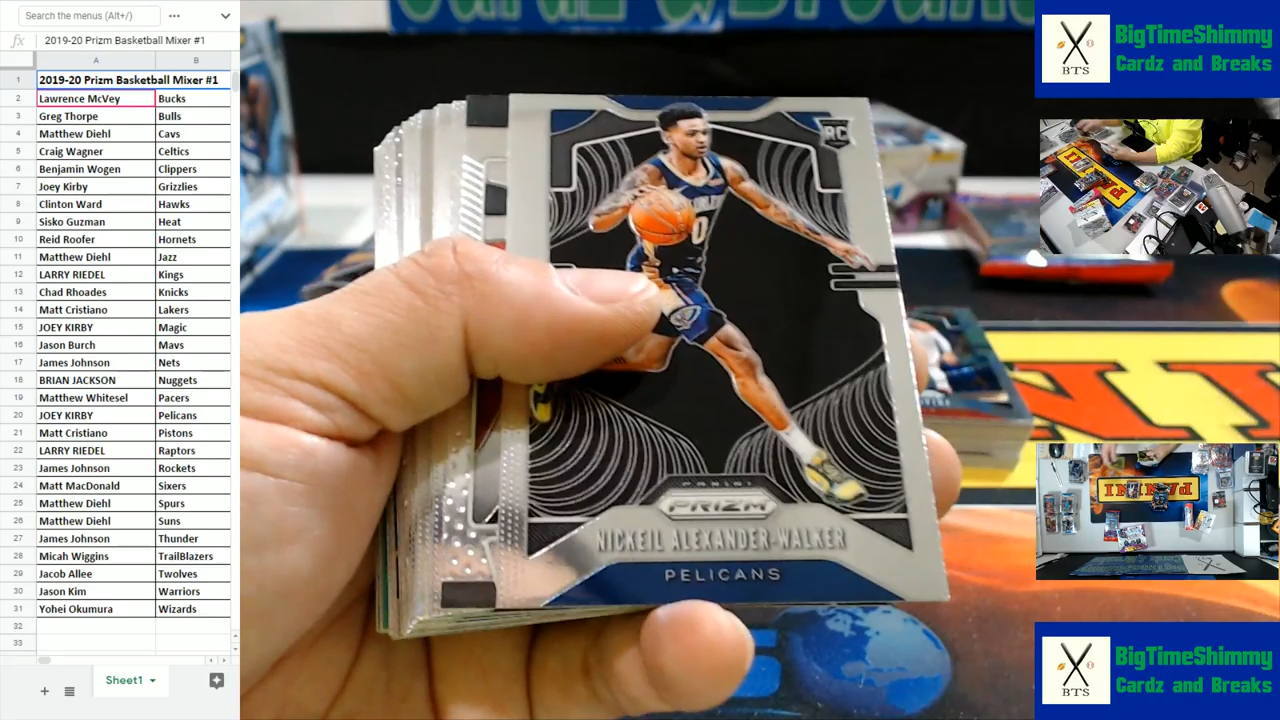 Search the menus (Alt+/)
fx 2019-20 Prizm Basketball Mixer #1
A B
1 2019-20 Prizm Basketball Mixer #1
2 Lawrence McVey Bucks
3 Greg Thorpe Bulls
4 Matthew Diehl Cavs
5 Craig Wagner Celtics
6 Benjamin Wogen Clippers
7 Joey Kirby Grizzlies
8 Clinton Ward Hawks
9 Sisko Guzman Heat
10 Reid Roofer Hornets
11 Matthew Diehl Jazz
12 LARRY RIEDEL Kings
13 Chad Rhoades Knicks
14 Matt Cristiano Lakers
15 JOEY KIRBY Magic
16 Jason Burch Mavs
17 James Johnson Nets
18 BRIAN JACKSON Nuggets
19 Matthew Whitesel Pacers
20 JOEY KIRBY Pelicans
21 Matt Cristiano Pistons
22 LARRY RIEDEL Raptors
23 James Johnson Rockets
24 Matt MacDonald Sixers
25 Matthew Diehl Spurs
26 Matthew Diehl Suns
27 James Johnson Thunder
28 Micah Wiggins TrailBlazers
29 Jacob Allee Twolves
30 Jason Kim Warriors
31 Yohei Okumura Wizards
32
33
Sheet1
RC
PANINI
PRIZM
NICKEIL ALEXANDER-WALKER
PELICANS
BTS
BigTimeShimmy
Cardz and Breaks
PANINI
BTS
BigTimeShimmy
Cardz and Breaks